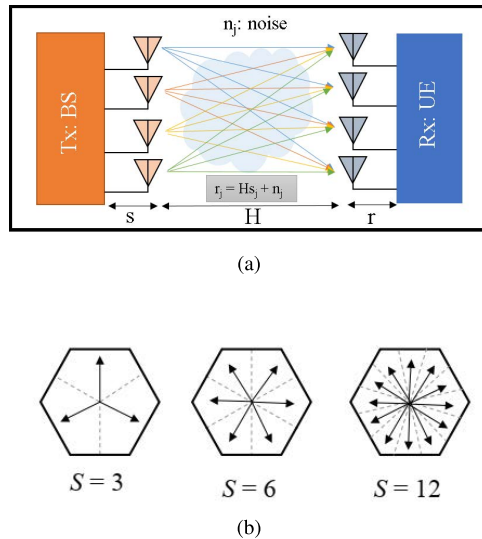 n_j: noise
Tx: BS
Rx: UE
r_j = Hs_j + n_j
s
H
r
(a)
S = 3
S = 6
S = 12
(b)